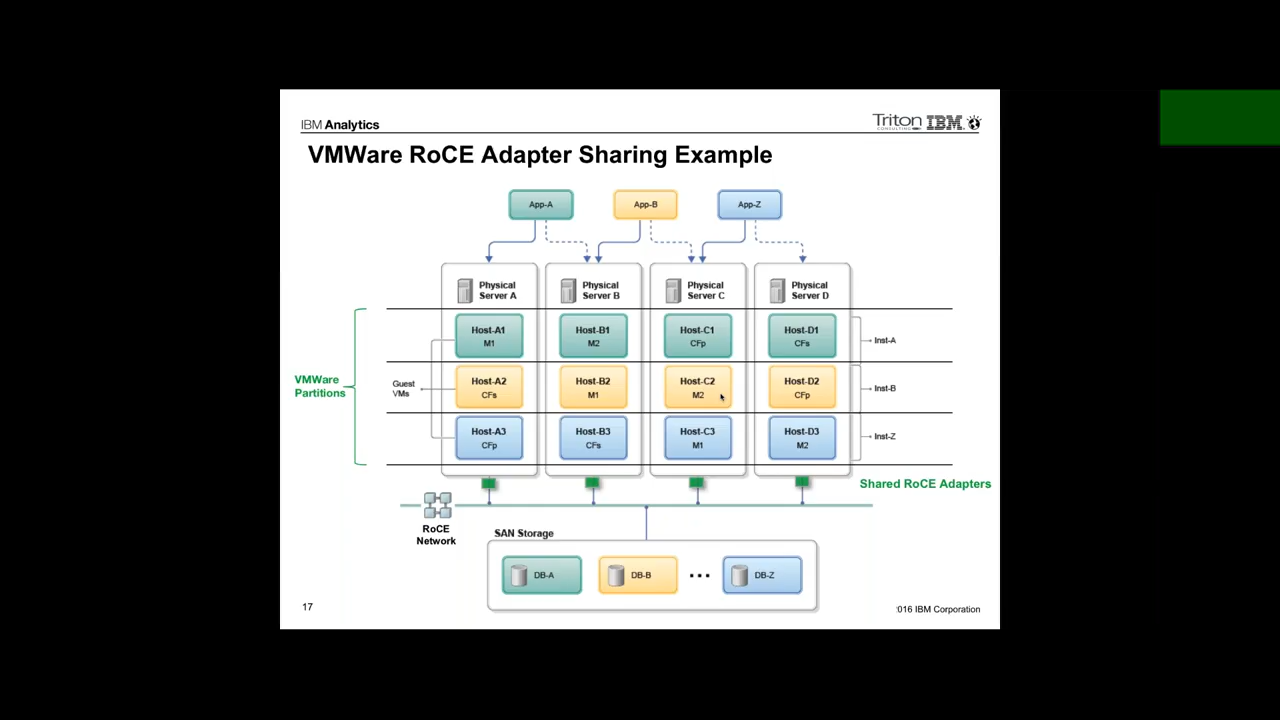 IBM Analytics
Triton
CONSULTING
IBM
VMWare RoCE Adapter Sharing Example
App-A
App-B
App-Z
Physical
Server A
Physical
Server B
Physical
Server C
Physical
Server D
Host-A1
M1
Host-B1
M2
Host-C1
CFp
Host-D1
CFs
Inst-A
VMWare
Partitions
Guest
VMs
Host-A2
CFs
Host-B2
M1
Host-C2
M2
Host-D2
CFp
Inst-B
Host-A3
CFp
Host-B3
CFs
Host-C3
M1
Host-D3
M2
Inst-Z
Shared RoCE Adapters
RoCE
Network
SAN Storage
DB-A
DB-B
...
DB-Z
17
016 IBM Corporation